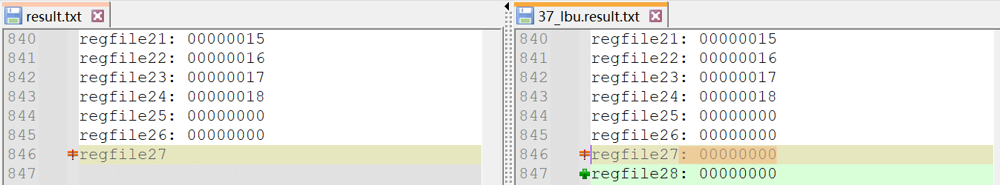 result.txt
840 regfile21: 00000015
841 regfile22: 00000016
842 regfile23: 00000017
843 regfile24: 00000018
844 regfile25: 00000000
845 regfile26: 00000000
846 regfile27
847
37_lbu.result.txt
840 regfile21: 00000015
841 regfile22: 00000016
842 regfile23: 00000017
843 regfile24: 00000018
844 regfile25: 00000000
845 regfile26: 00000000
846 regfile27: 00000000
847 regfile28: 00000000